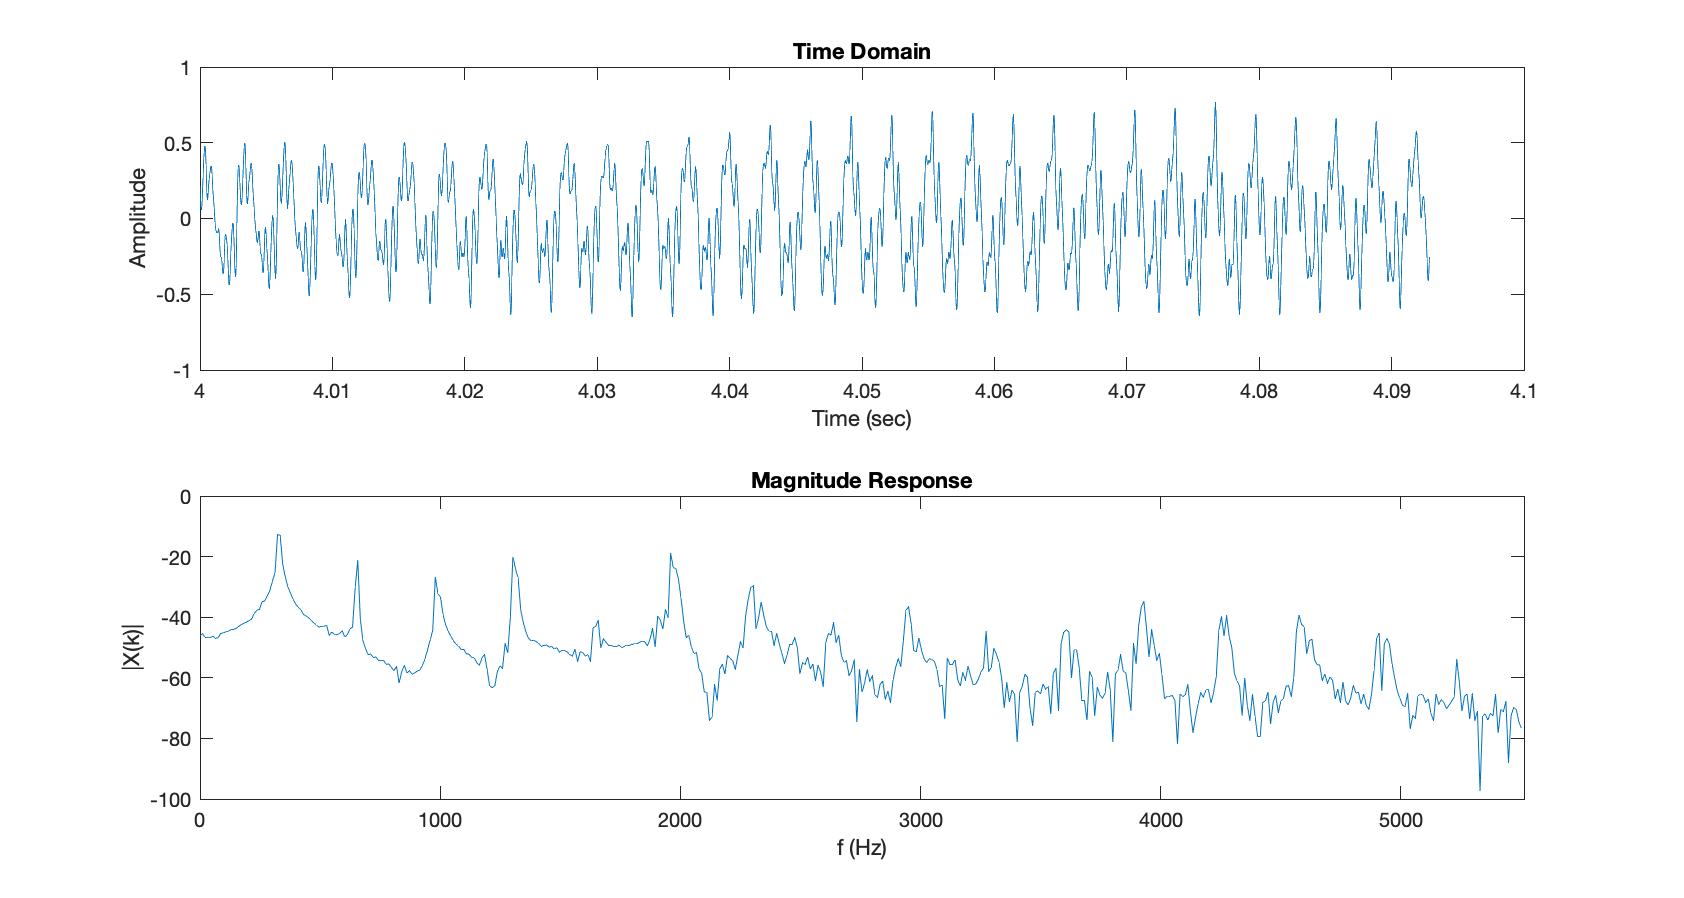 Time Domain
1
0.5
0
-0.5
-1
Amplitude
4 4.01 4.02 4.03 4.04 4.05 4.06 4.07 4.08 4.09 4.1
Time (sec)
Magnitude Response
0
-20
-40
-60
-80
-100
|X(k)|
0 1000 2000 3000 4000 5000
f (Hz)